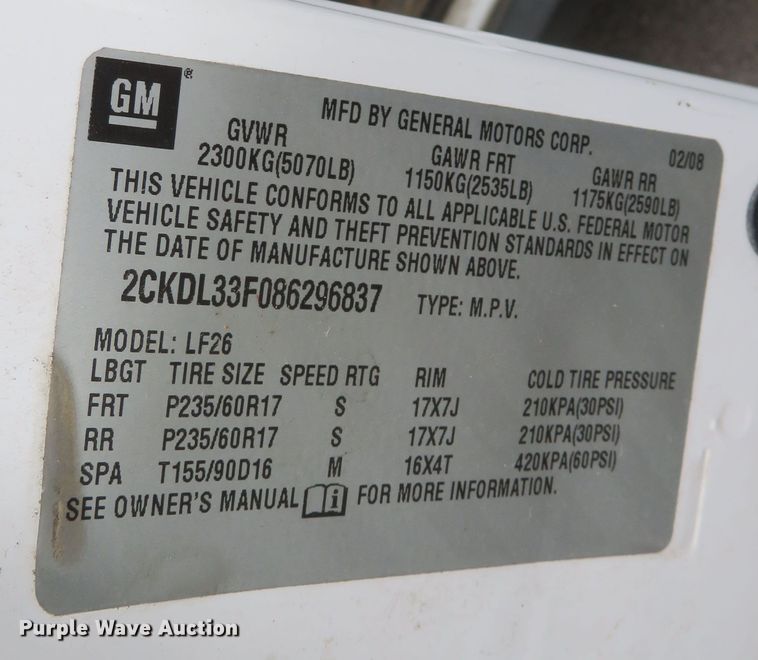 GM ®
MFD BY GENERAL MOTORS CORP. 02/08
GVWR GAWR FRT GAWR RR
2300KG(5070LB) 1150KG(2535LB) 1175KG(2590LB)
THIS VEHICLE CONFORMS TO ALL APPLICABLE U.S. FEDERAL MOTOR
VEHICLE SAFETY AND THEFT PREVENTION STANDARDS IN EFFECT ON
THE DATE OF MANUFACTURE SHOWN ABOVE.
2CKDL33F086296837 TYPE: M.P.V.
MODEL: LF26
LBGT TIRE SIZE SPEED RTG RIM COLD TIRE PRESSURE
FRT P235/60R17 S 17X7J 210KPA(30PSI)
RR P235/60R17 S 17X7J 210KPA(30PSI)
SPA T155/90D16 M 16X4T 420KPA(60PSI)
SEE OWNER'S MANUAL i FOR MORE INFORMATION.
Purple Wave Auction